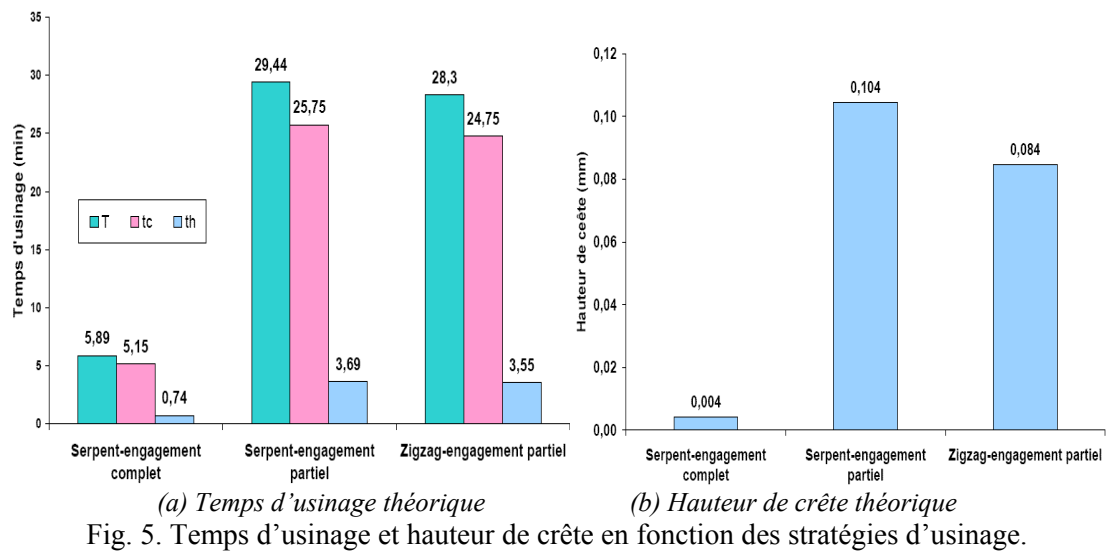 35
30
25
20
15
10
5
0
Temps d'usinage (min)
T tc th
5,89
5,15
0,74
29,44
25,75
3,69
28,3
24,75
3,55
Serpent-engagement complet
Serpent-engagement partiel
Zigzag-engagement partiel
(a) Temps d'usinage théorique
0,12
0,10
0,08
0,06
0,04
0,02
0,00
Hauteur de ceête (mm)
0,004
0,104
0,084
Serpent-engagement complet
Serpent-engagement partiel
Zigzag-engagement partiel
(b) Hauteur de crête théorique
Fig. 5. Temps d'usinage et hauteur de crête en fonction des stratégies d'usinage.